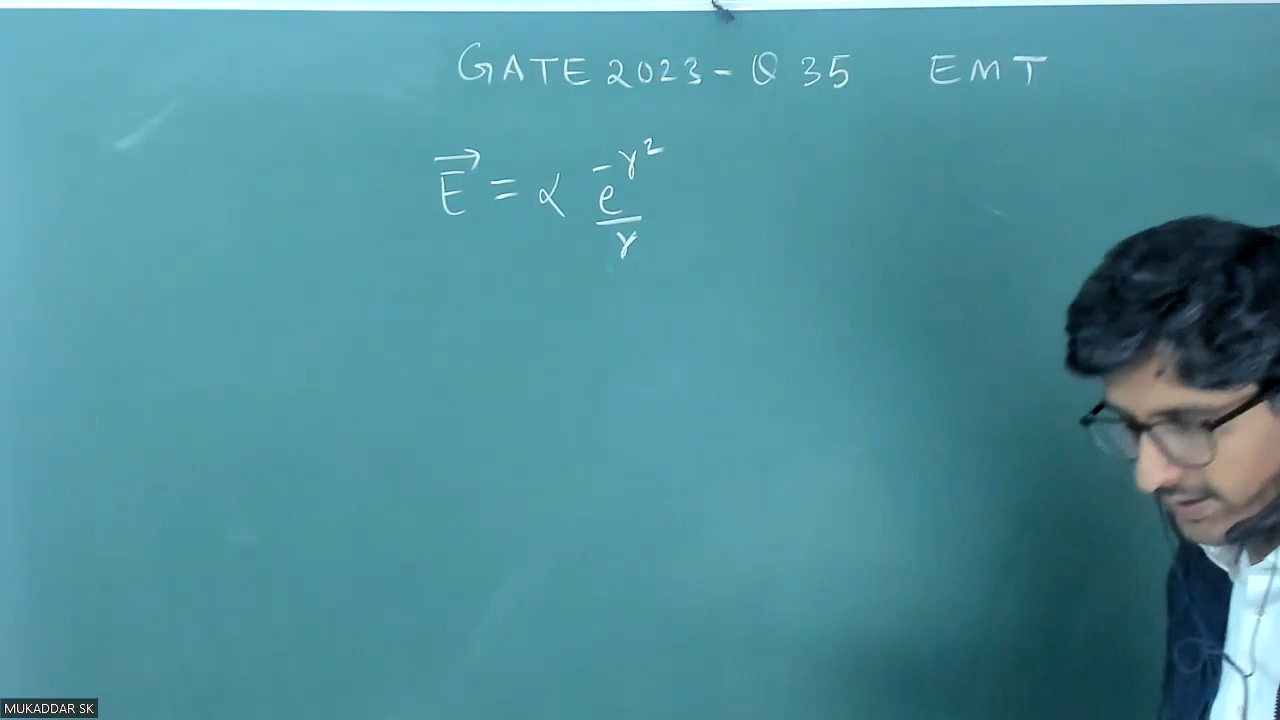 GATE 2023 - Q 35 EMT
→E = α e^-r² / r
MUKADDAR SK